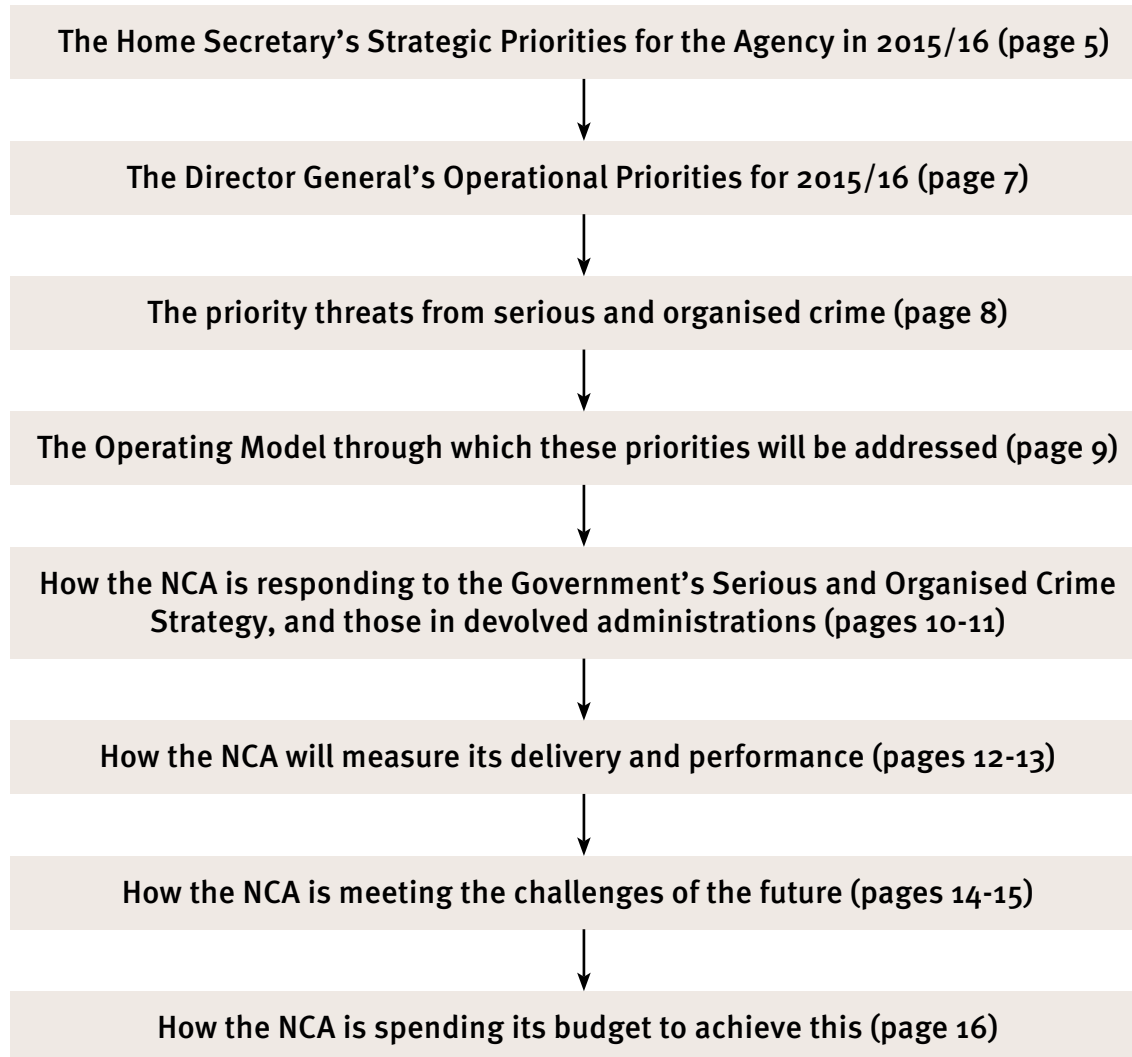 The Home Secretary’s Strategic Priorities for the Agency in 2015/16 (page 5)
The Director General’s Operational Priorities for 2015/16 (page 7)
The priority threats from serious and organised crime (page 8)
The Operating Model through which these priorities will be addressed (page 9)
How the NCA is responding to the Government’s Serious and Organised Crime
Strategy, and those in devolved administrations (pages 10-11)
How the NCA will measure its delivery and performance (pages 12-13)
How the NCA is meeting the challenges of the future (pages 14-15)
How the NCA is spending its budget to achieve this (page 16)